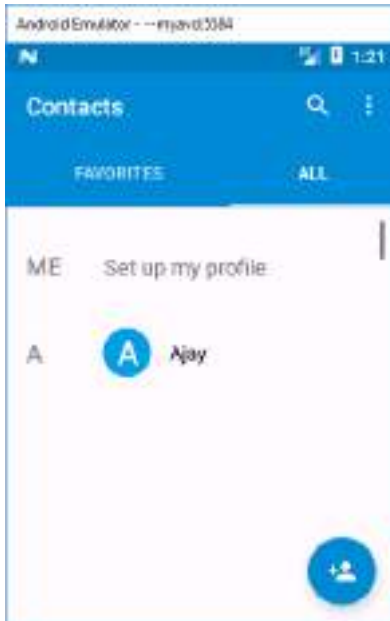 Android Emulator - --myavd:5584
1:21
Contacts
FAVORITES
ALL
ME Set up my profile
A A Ajay